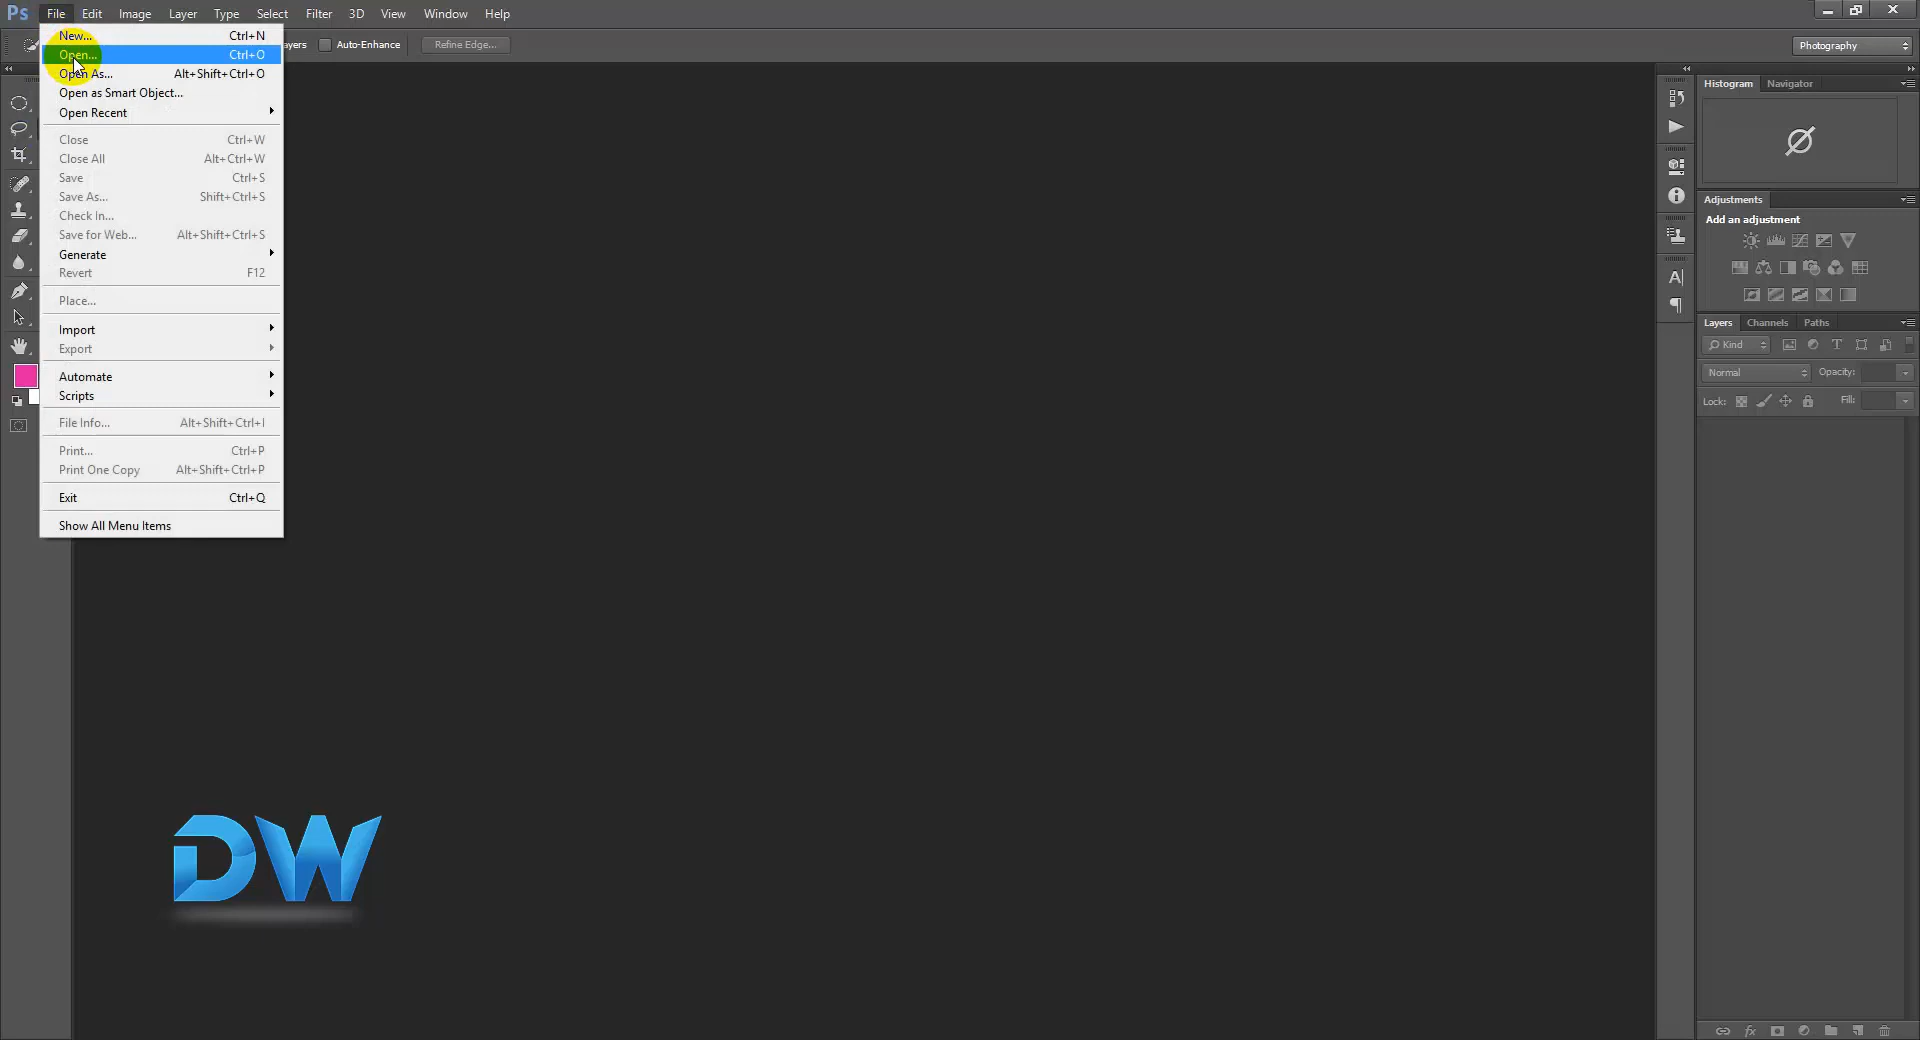 Ps File Edit Image Layer Type Select Filter 3D View Window Help
ayers Auto-Enhance Refine Edge... Photography
New... Ctrl+N
Open... Ctrl+O
Open As... Alt+Shift+Ctrl+O
Open as Smart Object...
Open Recent
Close Ctrl+W
Close All Alt+Ctrl+W
Save Ctrl+S
Save As... Shift+Ctrl+S
Check In...
Save for Web... Alt+Shift+Ctrl+S
Generate
Revert F12
Place...
Import
Export
Automate
Scripts
File Info... Alt+Shift+Ctrl+I
Print... Ctrl+P
Print One Copy Alt+Shift+Ctrl+P
Exit Ctrl+Q
Show All Menu Items
Histogram Navigator
Adjustments
Add an adjustment
Layers Channels Paths
Kind
Normal Opacity:
Lock: Fill:
DW